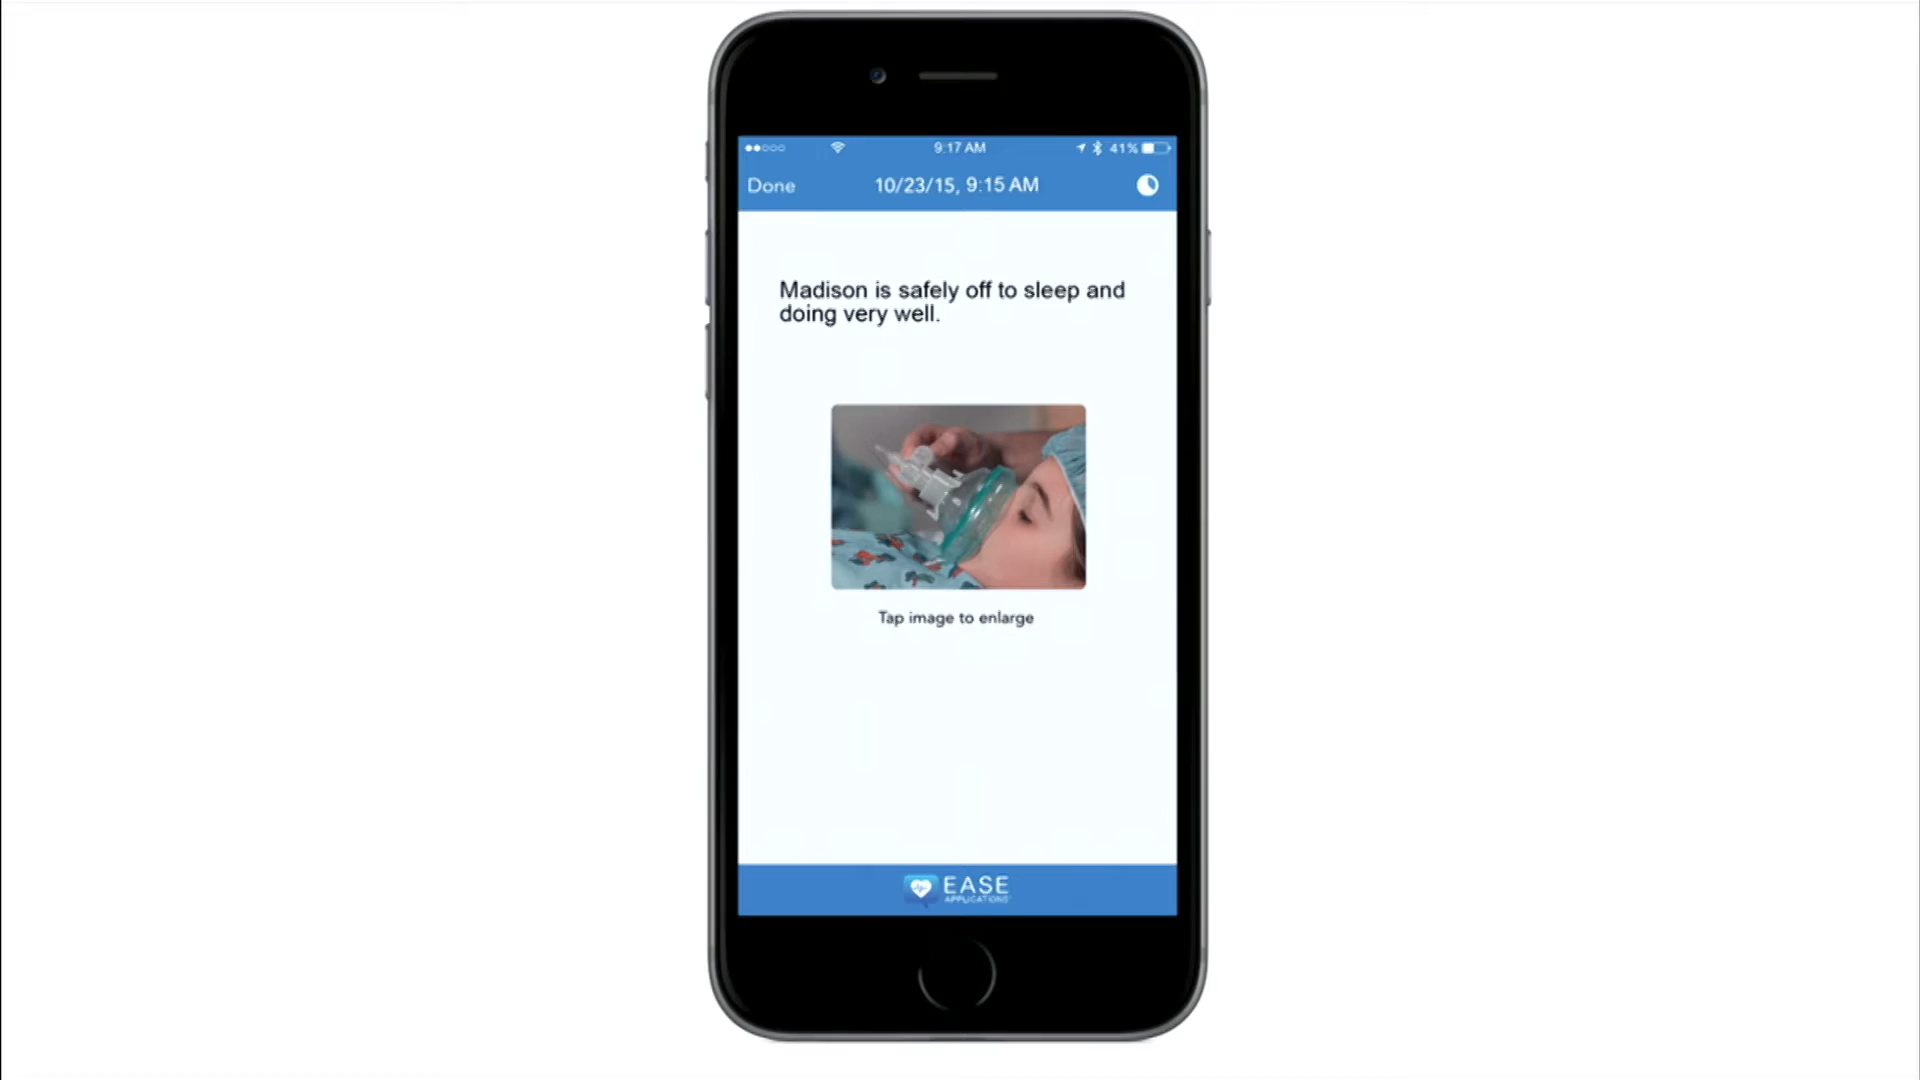 9:17 AM
41%
Done
10/23/15, 9:15 AM
Madison is safely off to sleep and
doing very well.
Tap image to enlarge
EASE
APPLICATIONS